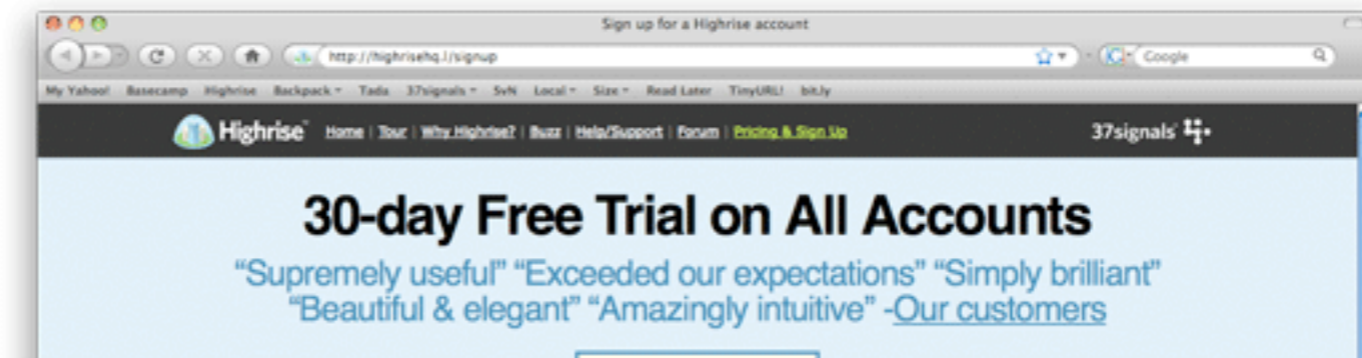 Sign up for a Highrise account
http://highrisehq.l/signup Google
My Yahoo! Basecamp Highrise Backpack Tada 37signals SvN Local Size Read Later TinyURL! bit.ly
Highrise™ Home | Tour | Why Highrise? | Buzz | Help/Support | Forum | Pricing & Sign Up 37signals
30-day Free Trial on All Accounts
“Supremely useful” “Exceeded our expectations” “Simply brilliant”
“Beautiful & elegant” “Amazingly intuitive” -Our customers